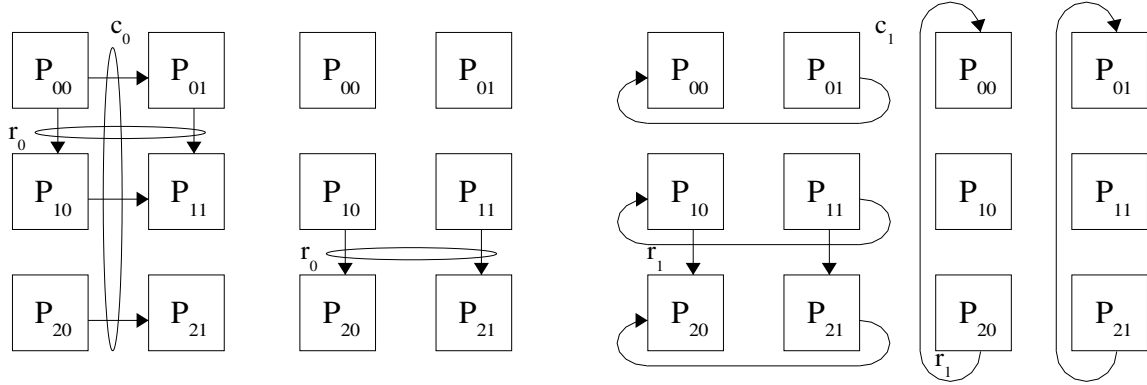 c₀ c₁
P₀₀ P₀₁ P₀₀ P₀₁ P₀₀ P₀₁ P₀₀ P₀₁
r₀
P₁₀ P₁₁ P₁₀ P₁₁ P₁₀ P₁₁ P₁₀ P₁₁
r₀ r₁
P₂₀ P₂₁ P₂₀ P₂₁ P₂₀ P₂₁ P₂₀ P₂₁
r₁